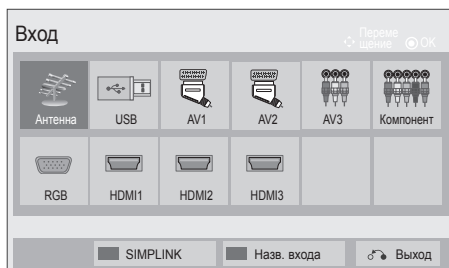 Вход
Переме
щение OK
Антенна USB AV1 AV2 AV3 Компонент
RGB HDMI1 HDMI2 HDMI3
SIMPLINK Назв. входа Выход